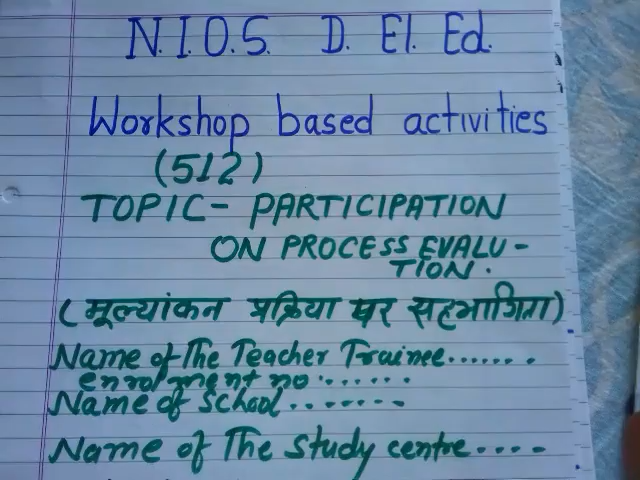 N.I.O.S. D. El. Ed.
Workshop based activities
(512)
TOPIC- PARTICIPATION
ON PROCESS EVALU-
TION.
(मूल्यांकन प्रक्रिया पर सहभागिता)
Name of The Teacher Trainee.......
enrolment no.......
Name of School........
Name of The Study centre....